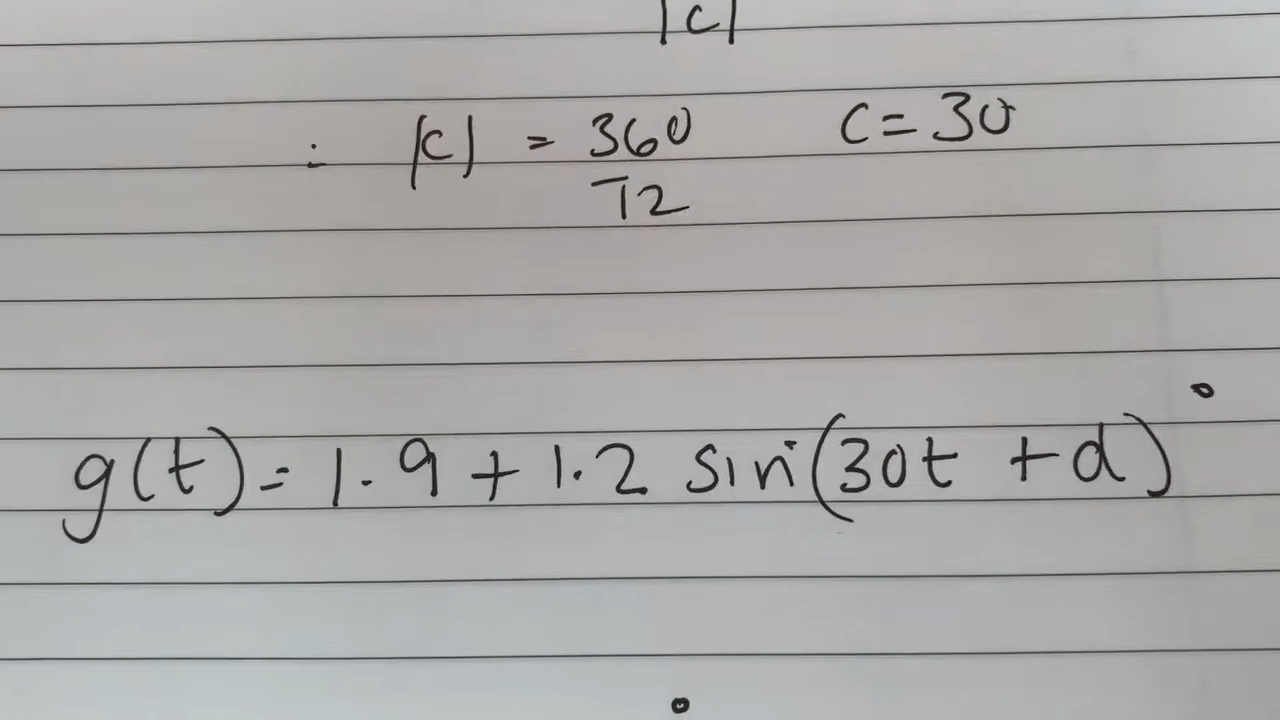 |c|
∴ |c| = 360/12 c = 30
g(t) = 1.9 + 1.2 sin(30t + d)°